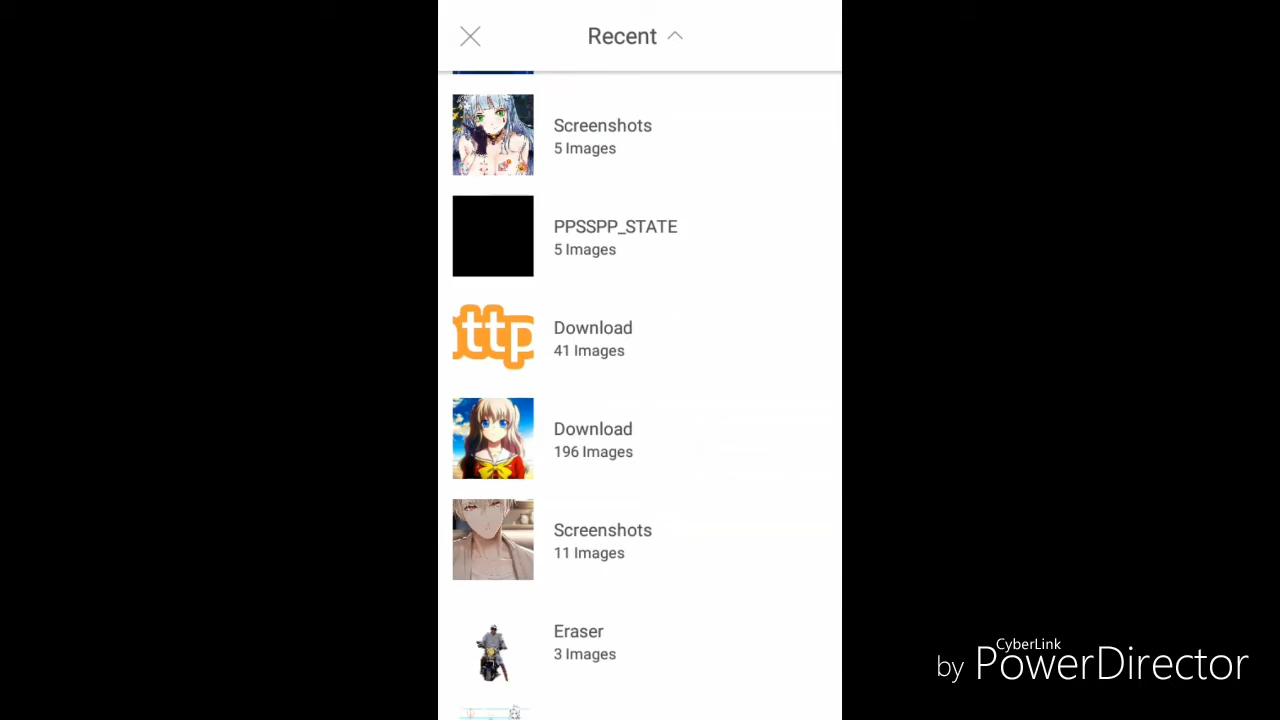 Recent
Screenshots
5 Images
PPSSPP_STATE
5 Images
ttp
Download
41 Images
Download
196 Images
Screenshots
11 Images
Eraser
3 Images
CyberLink
by PowerDirector